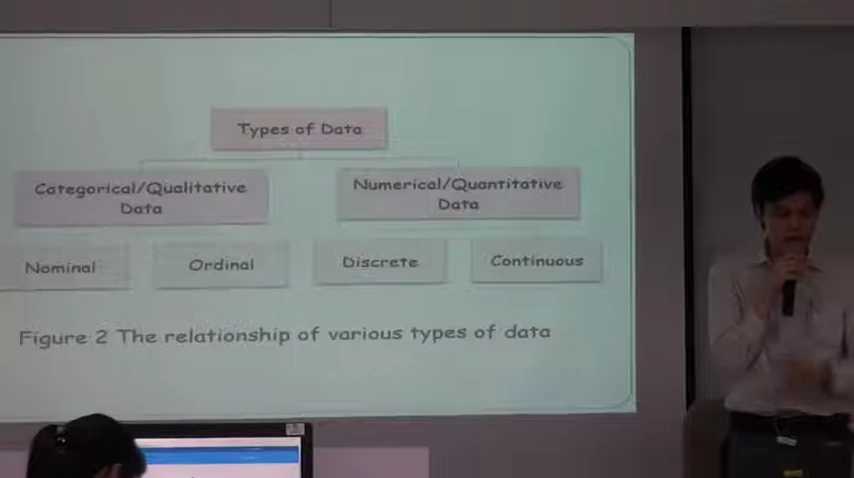 Types of Data
Categorical/Qualitative
Data
Numerical/Quantitative
Data
Nominal
Ordinal
Discrete
Continuous
Figure 2 The relationship of various types of data